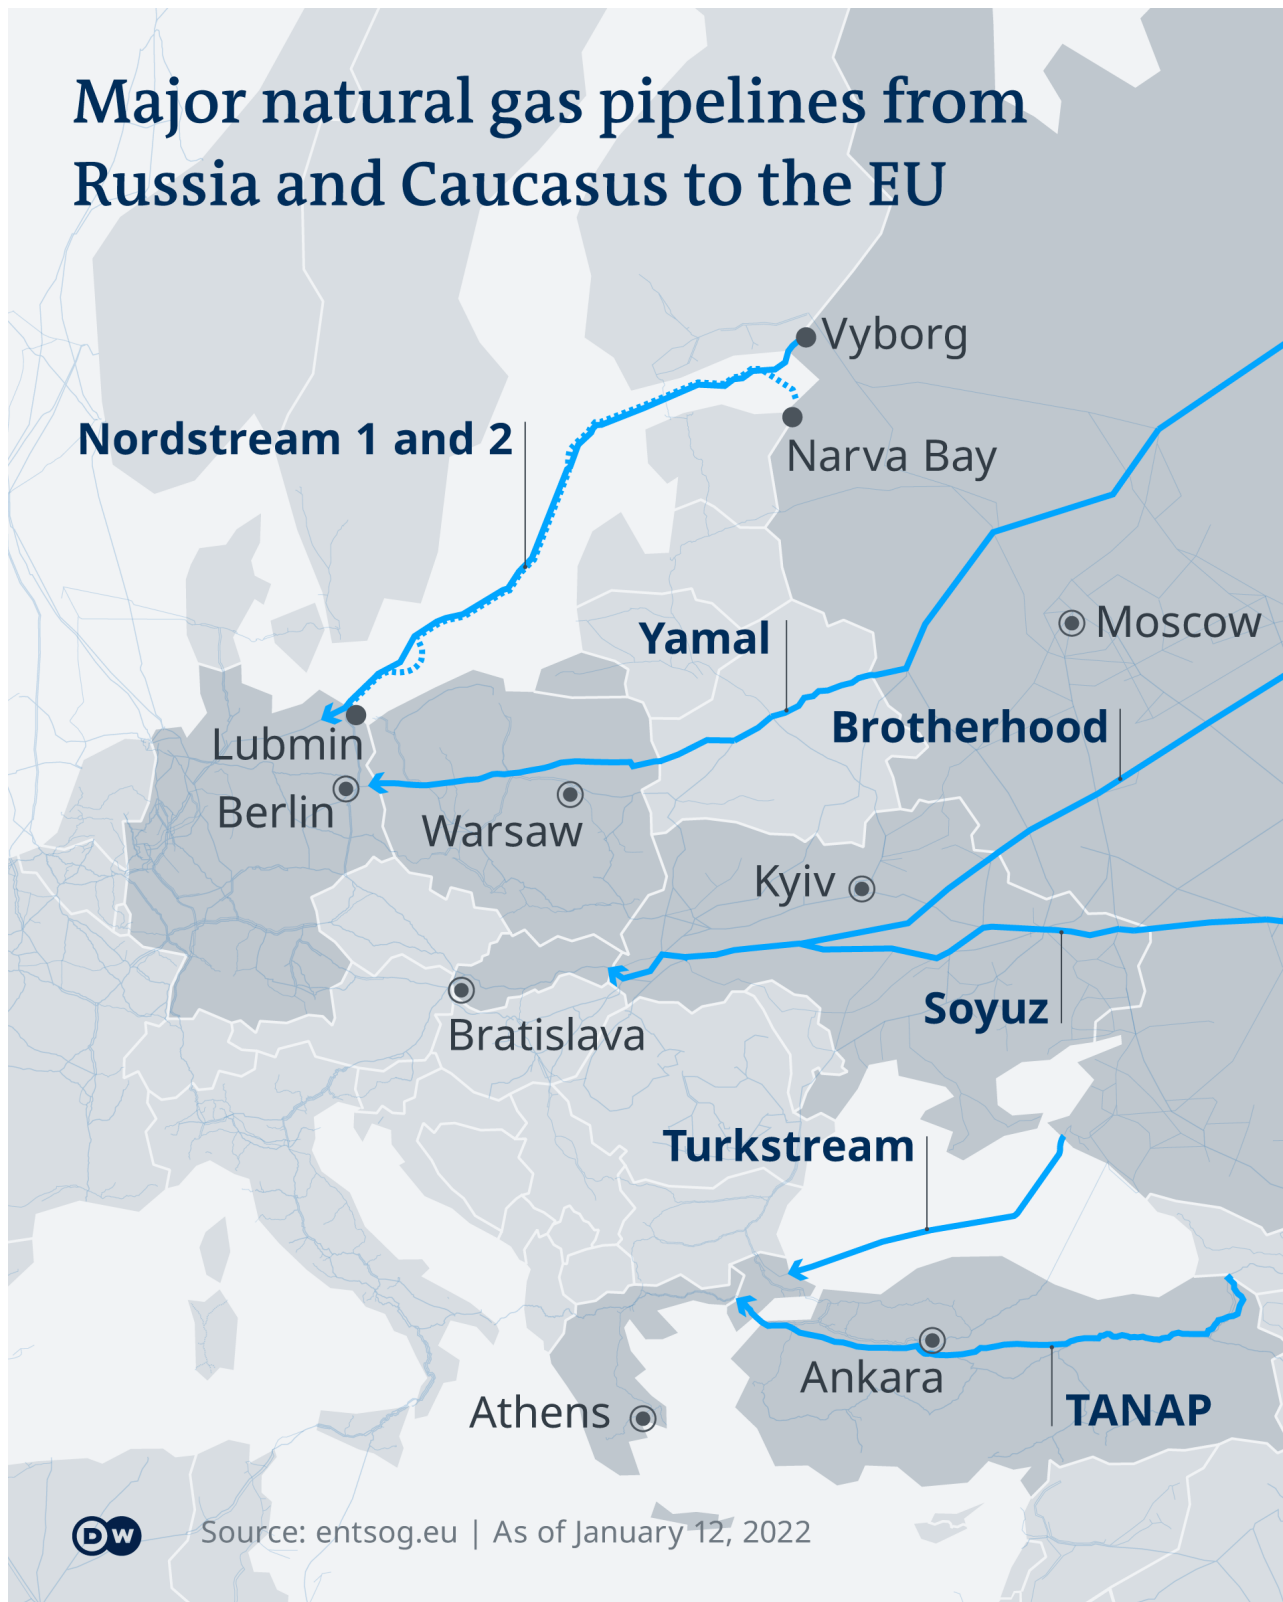 Major natural gas pipelines from
Russia and Caucasus to the EU
Vyborg
Nordstream 1 and 2
Narva Bay
Moscow
Yamal
Brotherhood
Lubmin
Berlin
Warsaw
Kyiv
Soyuz
Bratislava
Turkstream
Ankara
Athens
TANAP
DW
Source: entsog.eu | As of January 12, 2022